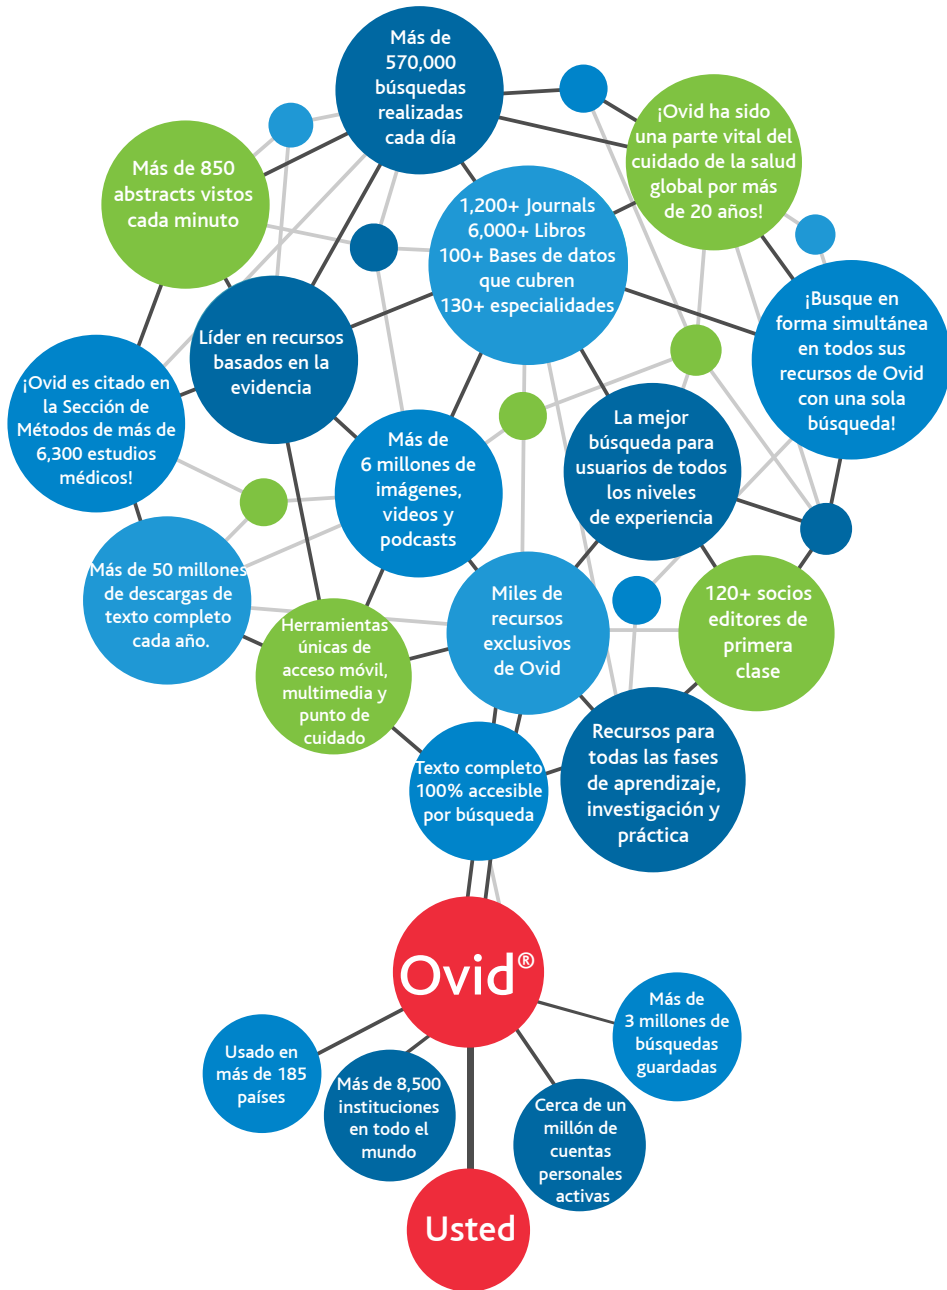 Más de
570,000
búsquedas
realizadas
cada día
¡Ovid ha sido
una parte vital del
cuidado de la salud
global por más
de 20 años!
Más de 850
abstracts vistos
cada minuto
1,200+ Journals
6,000+ Libros
100+ Bases de datos
que cubren
130+ especialidades
¡Busque en
forma simultánea
en todos sus
recursos de Ovid
con una sola
búsqueda!
Líder en recursos
basados en la
evidencia
¡Ovid es citado en
la Sección de
Métodos de más de
6,300 estudios
médicos!
La mejor
búsqueda para
usuarios de todos
los niveles
de experiencia
Más de
6 millones de
imágenes,
videos y
podcasts
Más de 50 millones
de descargas de
texto completo
cada año.
Miles de
recursos
exclusivos
de Ovid
120+ socios
editores de
primera
clase
Herramientas
únicas de
acceso móvil,
multimedia y
punto de
cuidado
Recursos para
todas las fases
de aprendizaje,
investigación y
práctica
Texto completo
100% accesible
por búsqueda
Ovid®
Más de
3 millones de
búsquedas
guardadas
Usado en
más de 185
países
Más de 8,500
instituciones
en todo el
mundo
Cerca de un
millón de
cuentas
personales
activas
Usted